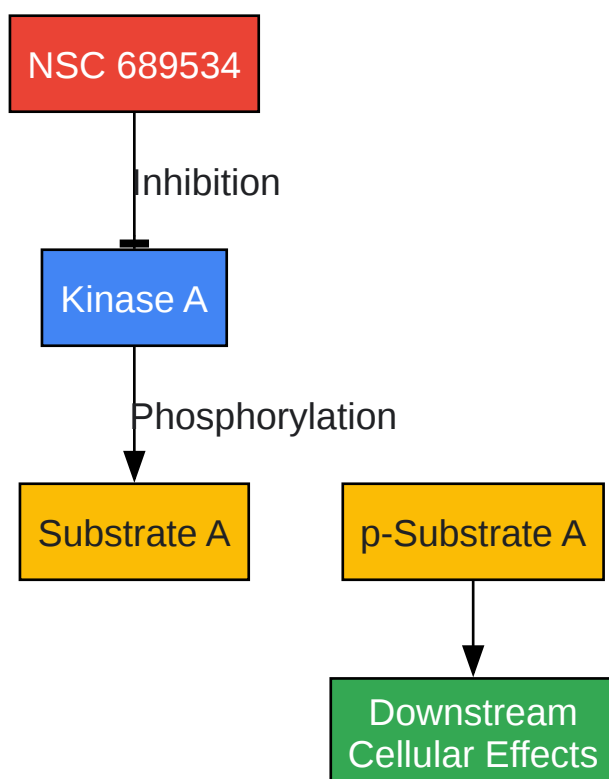 NSC 689534
Inhibition
Kinase A
Phosphorylation
Substrate A
p-Substrate A
Downstream
Cellular Effects